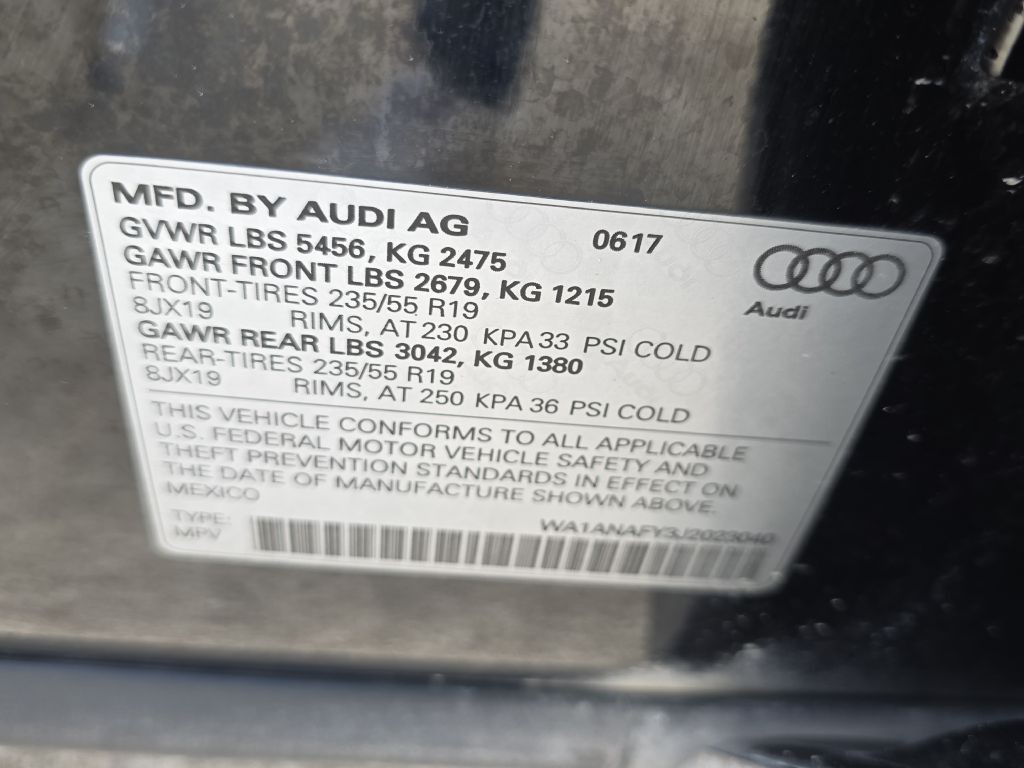 MFD. BY AUDI AG 0617
GVWR LBS 5456, KG 2475
GAWR FRONT LBS 2679, KG 1215
FRONT-TIRES 235/55 R19
8JX19 RIMS, AT 230 KPA 33 PSI COLD
GAWR REAR LBS 3042, KG 1380
REAR-TIRES 235/55 R19
8JX19 RIMS, AT 250 KPA 36 PSI COLD
Audi
THIS VEHICLE CONFORMS TO ALL APPLICABLE
U.S. FEDERAL MOTOR VEHICLE SAFETY AND
THEFT PREVENTION STANDARDS IN EFFECT ON
THE DATE OF MANUFACTURE SHOWN ABOVE.
MEXICO
WA1ANAFY3J2023040
TYPE:
MPV